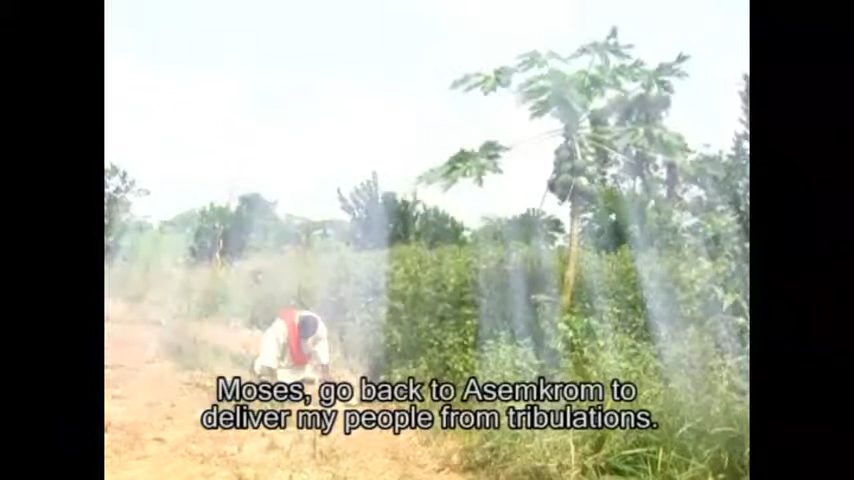 Moses, go back to Asemkrom to
deliver my people from tribulations.